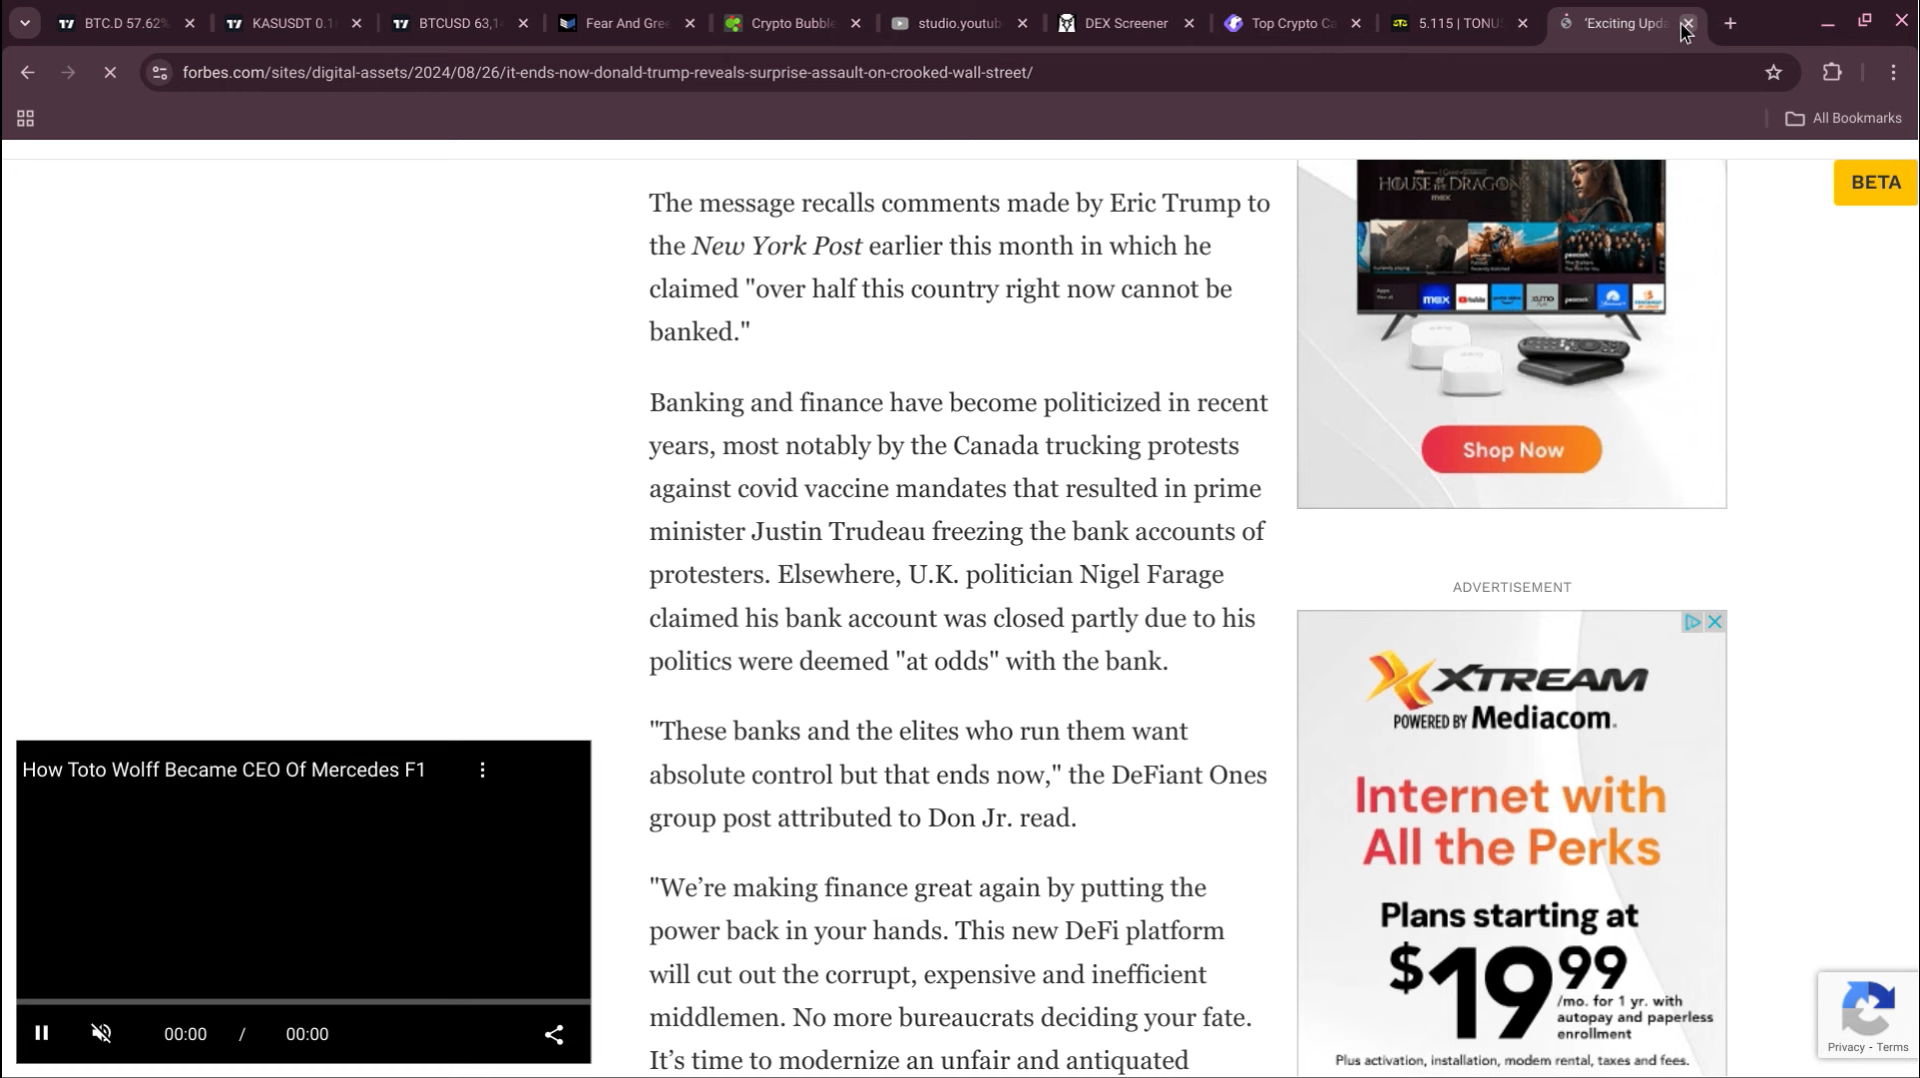 BTC.D 57.62%
KASUSDT 0.1
BTCUSD 63,1
Fear And Gre
Crypto Bubble
studio.youtub
DEX Screener
Top Crypto Ca
5.115 | TONUS
'Exciting Upda
forbes.com/sites/digital-assets/2024/08/26/it-ends-now-donald-trump-reveals-surprise-assault-on-crooked-wall-street/
All Bookmarks
BETA
The message recalls comments made by Eric Trump to
the New York Post earlier this month in which he
claimed "over half this country right now cannot be
banked."
Banking and finance have become politicized in recent
years, most notably by the Canada trucking protests
against covid vaccine mandates that resulted in prime
minister Justin Trudeau freezing the bank accounts of
protesters. Elsewhere, U.K. politician Nigel Farage
claimed his bank account was closed partly due to his
politics were deemed "at odds" with the bank.
"These banks and the elites who run them want
absolute control but that ends now," the DeFiant Ones
group post attributed to Don Jr. read.
"We’re making finance great again by putting the
power back in your hands. This new DeFi platform
will cut out the corrupt, expensive and inefficient
middlemen. No more bureaucrats deciding your fate.
It’s time to modernize an unfair and antiquated
How Toto Wolff Became CEO Of Mercedes F1
00:00 / 00:00
HOUSE OF THE DRAGON
max
max
YouTube
peacock
Shop Now
ADVERTISEMENT
XTREAM
POWERED BY Mediacom.
Internet with
All the Perks
Plans starting at
$19.99
/mo. for 1 yr. with
autopay and paperless
enrollment
Plus activation, installation, modem rental, taxes and fees.
Privacy - Terms